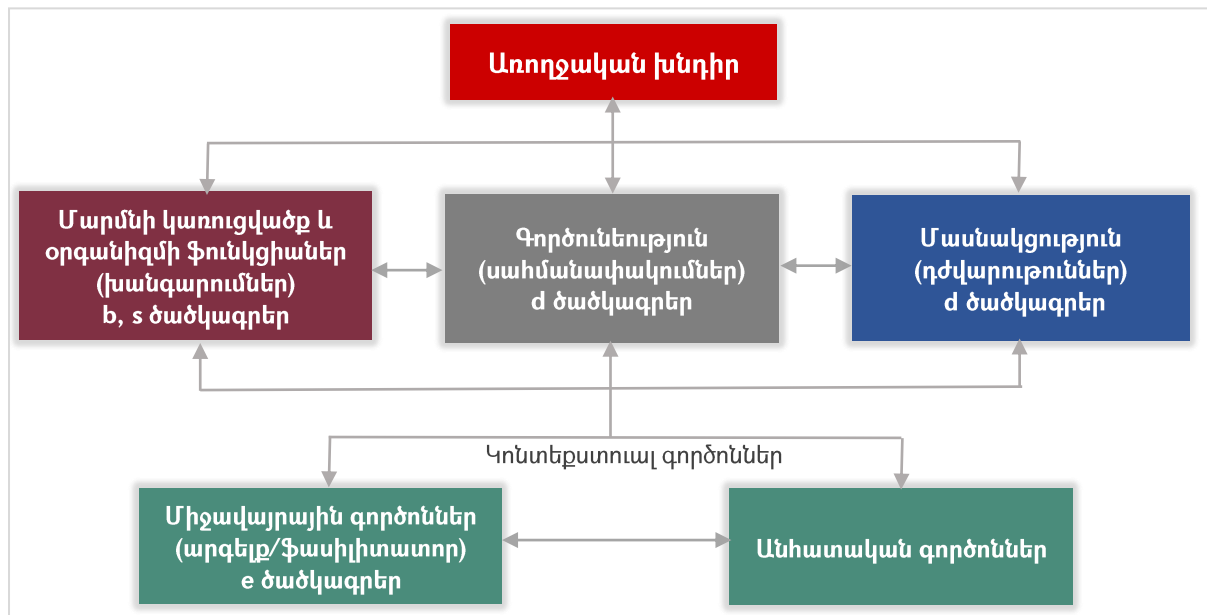 Առողջական խնդիր
Մարմնի կառուցվածք և
օրգանիզմի ֆունկցիաներ
(խանգարումներ)
b, s ծածկագրեր
Գործունեություն
(սահմանափակումներ)
d ծածկագրեր
Մասնակցություն
(դժվարութուններ)
d ծածկագրեր
Կոնտեքստուալ գործոններ
Միջավայրային գործոններ
(արգելք/ֆասիլիտատոր)
e ծածկագրեր
Անհատական գործոններ